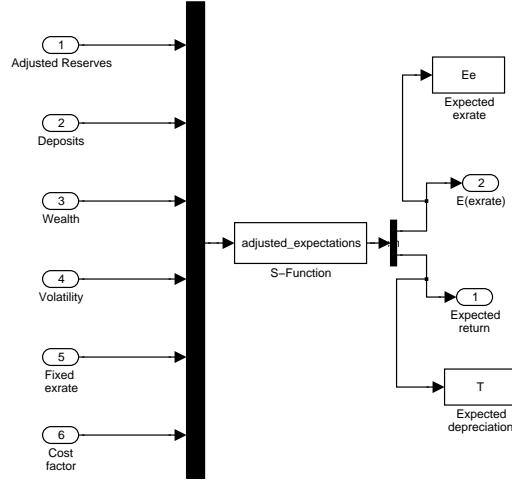 1
Adjusted Reserves
2
Deposits
3
Wealth
4
Volatility
5
Fixed
exrate
6
Cost
factor
adjusted_expectations
S−Function
Ee
Expected
exrate
2
E(exrate)
1
Expected
return
T
Expected
depreciation